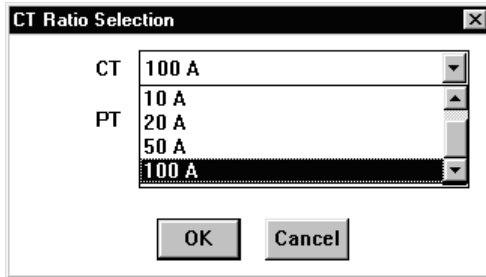 CT Ratio Selection
CT 100 A
10 A
PT 20 A
50 A
100 A
OK Cancel